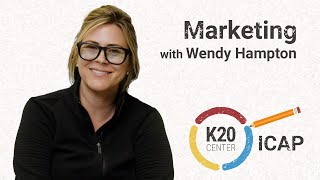 Marketing
with Wendy Hampton
K20
CENTER
ICAP